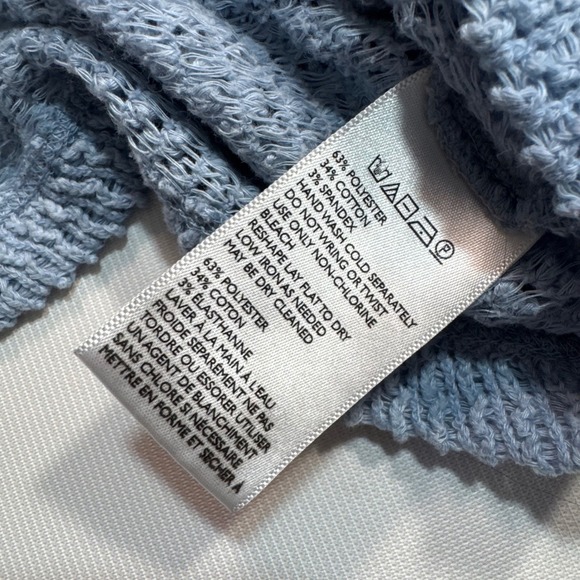 63% POLYESTER
34% COTTON
3% SPANDEX
HAND WASH COLD SEPARATELY
DO NOT WRING OR TWIST
USE ONLY NON-CHLORINE
BLEACH
RESHAPE LAY FLAT TO DRY
LOW IRON AS NEEDED
MAY BE DRY CLEANED
63% POLYESTER
34% COTON
3% ÉLASTHANNE
LAVER À LA MAIN À L'EAU
FROIDE SÉPARÉMENT NE PAS
TORDRE OU ESSORER UTILISER
UN AGENT DE BLANCHIMENT
SANS CHLORE SI NÉCESSAIRE
METTRE EN FORME ET SÉCHER À
P